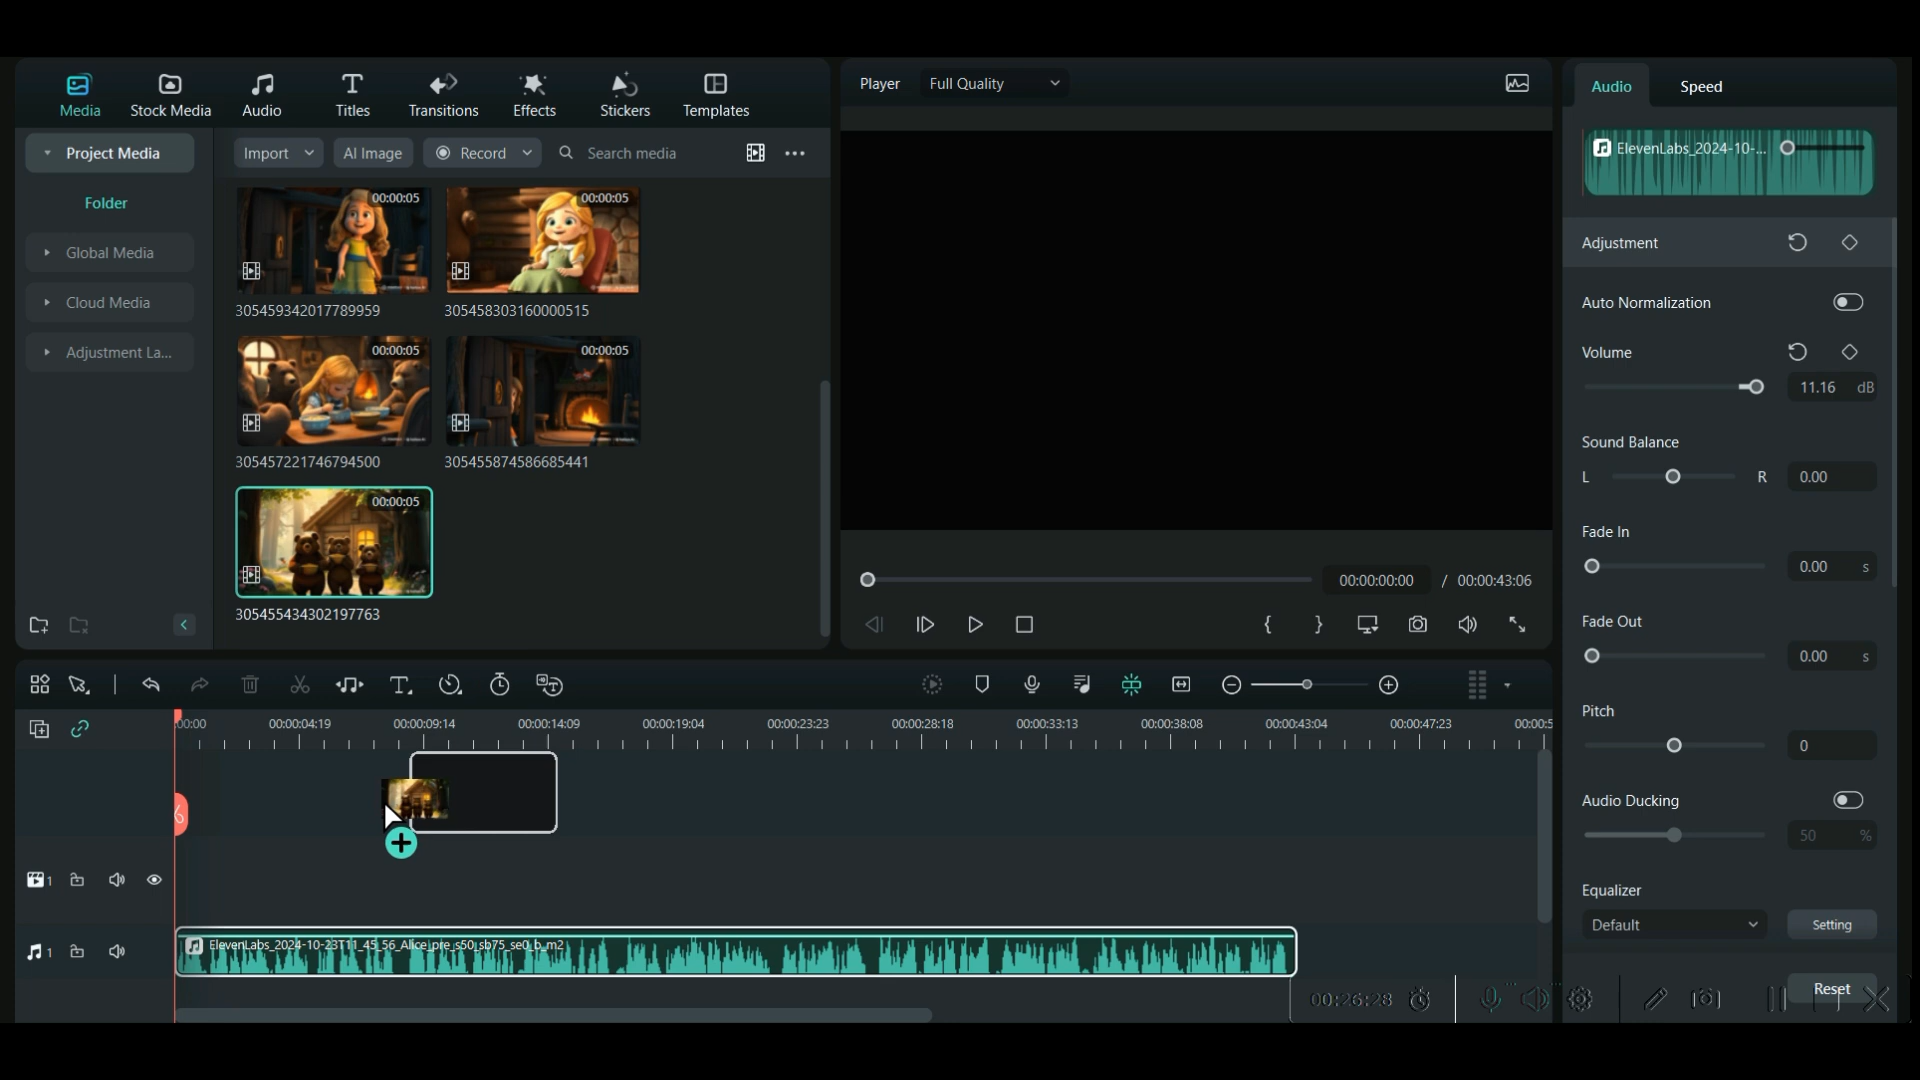 Media
Stock Media
Audio
Titles
Transitions
Effects
Stickers
Templates
Player
Full Quality
Audio
Speed
Project Media
Import
AI Image
Record
Search media
ElevenLabs_2024-10-...
Folder
00:00:05
00:00:05
Global Media
Adjustment
Cloud Media
Auto Normalization
305459342017789959
305458303160000515
Adjustment La...
00:00:05
00:00:05
Volume
11.16 dB
Sound Balance
305457221746794500
305455874586685441
L
R
0.00
00:00:05
Fade In
0.00 s
00:00:00:00 / 00:00:43:06
305455434302197763
{
}
Fade Out
0.00 s
Pitch
0
:00:00
00:00:04:19
00:00:09:14
00:00:14:09
00:00:19:04
00:00:23:23
00:00:28:18
00:00:33:13
00:00:38:08
00:00:43:04
00:00:47:23
00:00:5
Audio Ducking
50 %
1
Equalizer
Default
Setting
1
ElevenLabs_2024-10-23T11_45_56_Alice_pre_s50_sb75_se0_b_m2
00:26:28
Reset